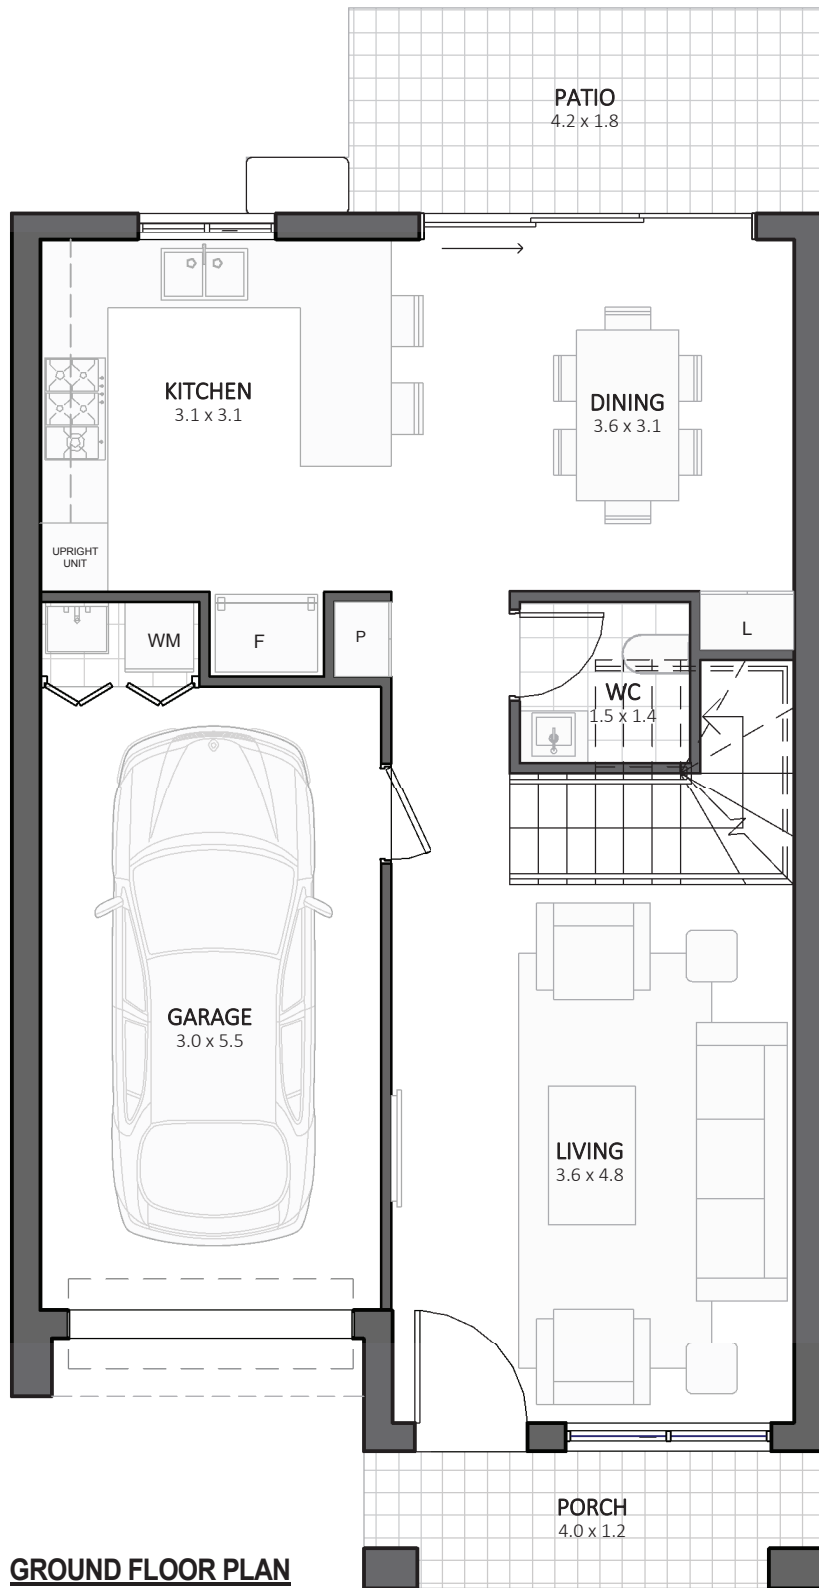 PATIO
4.2 x 1.8
KITCHEN
3.1 x 3.1
DINING
3.6 x 3.1
UPRIGHT
UNIT
WM
F
P
L
WC
1.5 x 1.4
GARAGE
3.0 x 5.5
LIVING
3.6 x 4.8
PORCH
4.0 x 1.2
GROUND FLOOR PLAN